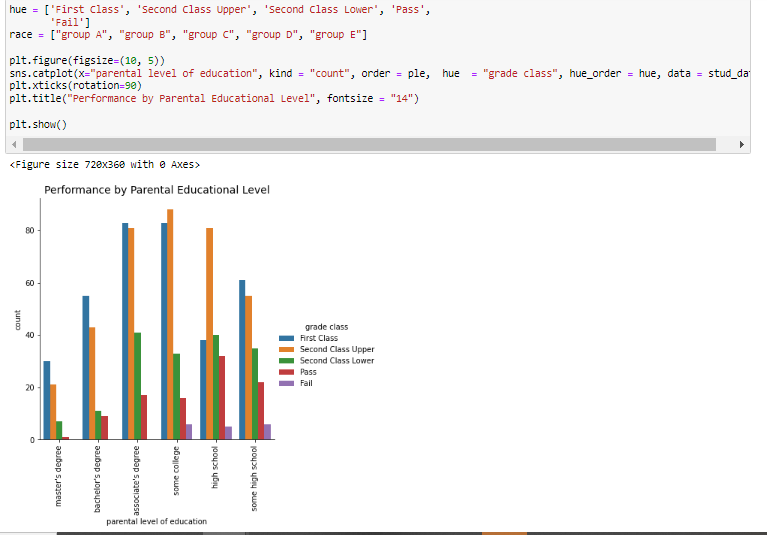 hue = ['First Class', 'Second Class Upper', 'Second Class Lower', 'Pass',
'Fail']
race = ["group A", "group B", "group C", "group D", "group E"]
plt.figure(figsize=(10, 5))
sns.catplot(x="parental level of education", kind = "count", order = ple,  hue  = "grade class", hue_order = hue, data = stud_da
plt.xticks(rotation=90)
plt.title("Performance by Parental Educational Level", fontsize = "14")
plt.show()
<Figure size 720x360 with 0 Axes>
Performance by Parental Educational Level
80
60
40
20
0
count
master's degree
bachelor's degree
associate's degree
some college
high school
some high school
parental level of education
grade class
First Class
Second Class Upper
Second Class Lower
Pass
Fail